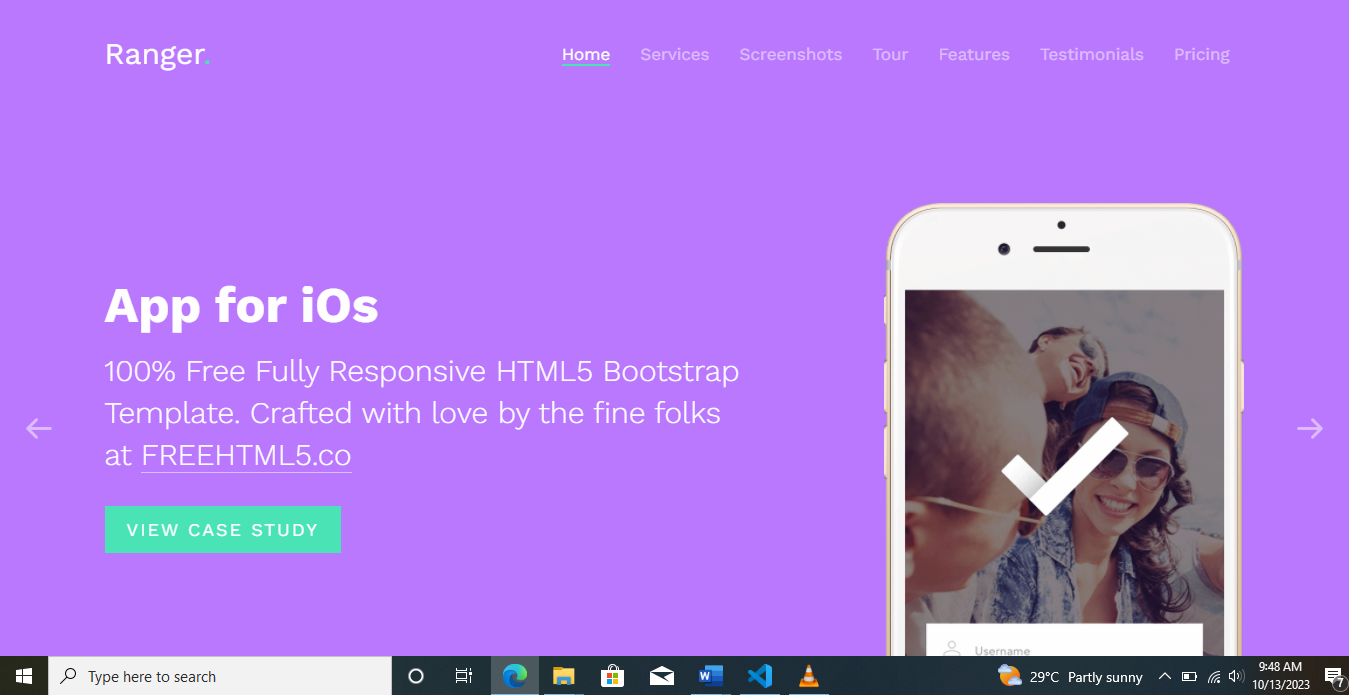 Ranger.
Home Services Screenshots Tour Features Testimonials Pricing
App for iOs
100% Free Fully Responsive HTML5 Bootstrap
Template. Crafted with love by the fine folks
at FREEHTML5.co
VIEW CASE STUDY
Username
Type here to search
29°C Partly sunny
9:48 AM
10/13/2023
7